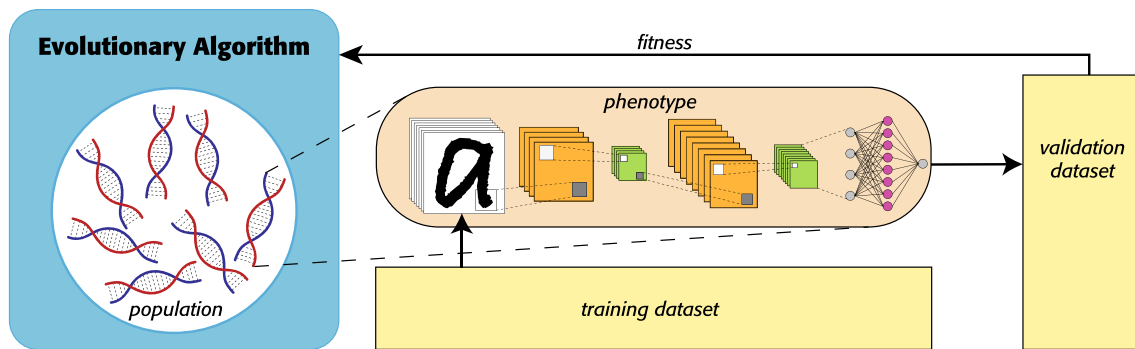 Evolutionary Algorithm
fitness
phenotype
a
validation
dataset
training dataset
population